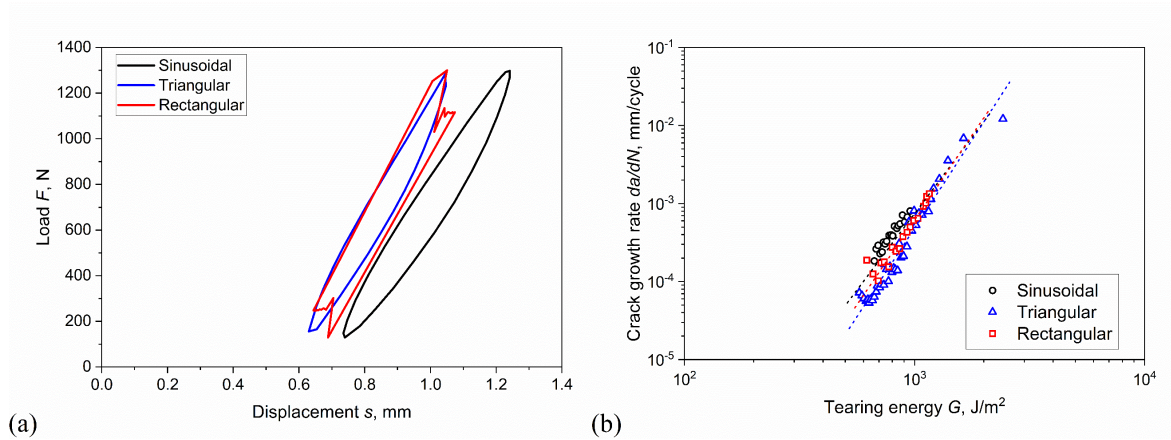 1400
1200
1000
800
600
400
200
0
Load F, N
Sinusoidal
Triangular
Rectangular
0.0 0.2 0.4 0.6 0.8 1.0 1.2 1.4
Displacement s, mm
(a)
10⁻¹
10⁻²
10⁻³
10⁻⁴
10⁻⁵
Crack growth rate da/dN, mm/cycle
Sinusoidal
Triangular
Rectangular
10² 10³ 10⁴
Tearing energy G, J/m²
(b)